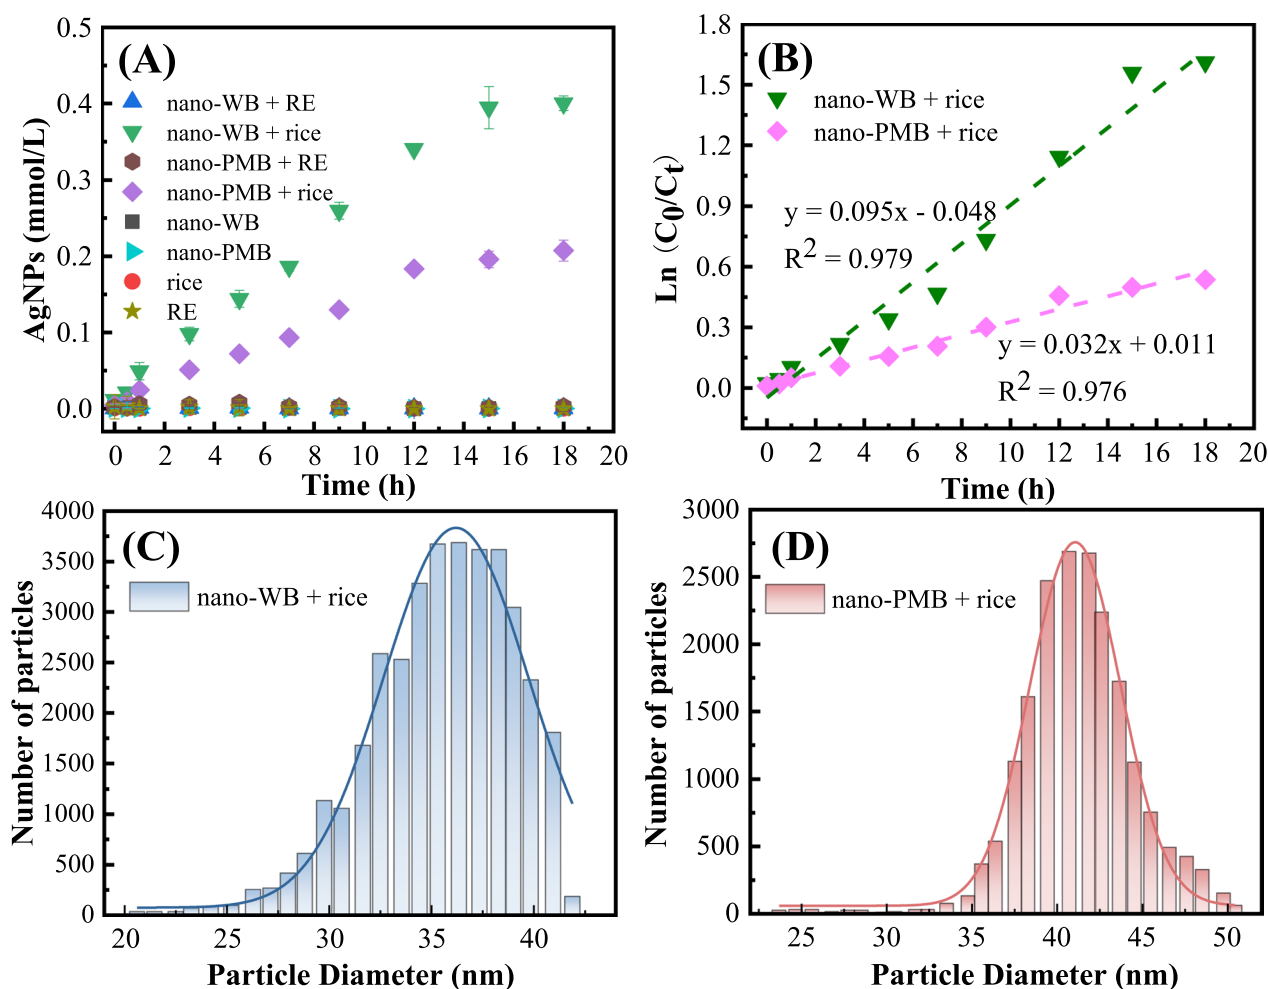 (A)
nano-WB + RE
nano-WB + rice
nano-PMB + RE
nano-PMB + rice
nano-WB
nano-PMB
rice
RE
AgNPs (mmol/L)
0.5
0.4
0.3
0.2
0.1
0.0
0 2 4 6 8 10 12 14 16 18 20
Time (h)
(B)
nano-WB + rice
nano-PMB + rice
y = 0.095x - 0.048
R2 = 0.979
y = 0.032x + 0.011
R2 = 0.976
Ln (C0/Ct)
1.8
1.5
1.2
0.9
0.6
0.3
0.0
0 2 4 6 8 10 12 14 16 18 20
Time (h)
(C)
nano-WB + rice
Number of particles
4000
3500
3000
2500
2000
1500
1000
500
0
20 25 30 35 40
Particle Diameter (nm)
(D)
nano-PMB + rice
Number of particles
3000
2500
2000
1500
1000
500
0
25 30 35 40 45 50
Particle Diameter (nm)